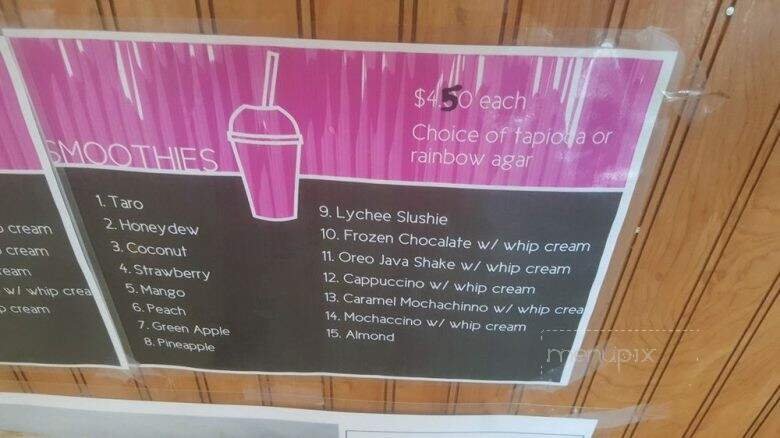 SMOOTHIES
$4.50 each
Choice of tapioca or
rainbow agar
1. Taro
2. Honeydew
3. Coconut
4. Strawberry
5. Mango
6. Peach
7. Green Apple
8. Pineapple
9. Lychee Slushie
10. Frozen Chocalate w/ whip cream
11. Oreo Java Shake w/ whip cream
12. Cappuccino w/ whip cream
13. Caramel Mochachinno w/ whip crea
14. Mochaccino w/ whip cream
15. Almond
cream
cream
ream
w/ whip crea
cream
menupix